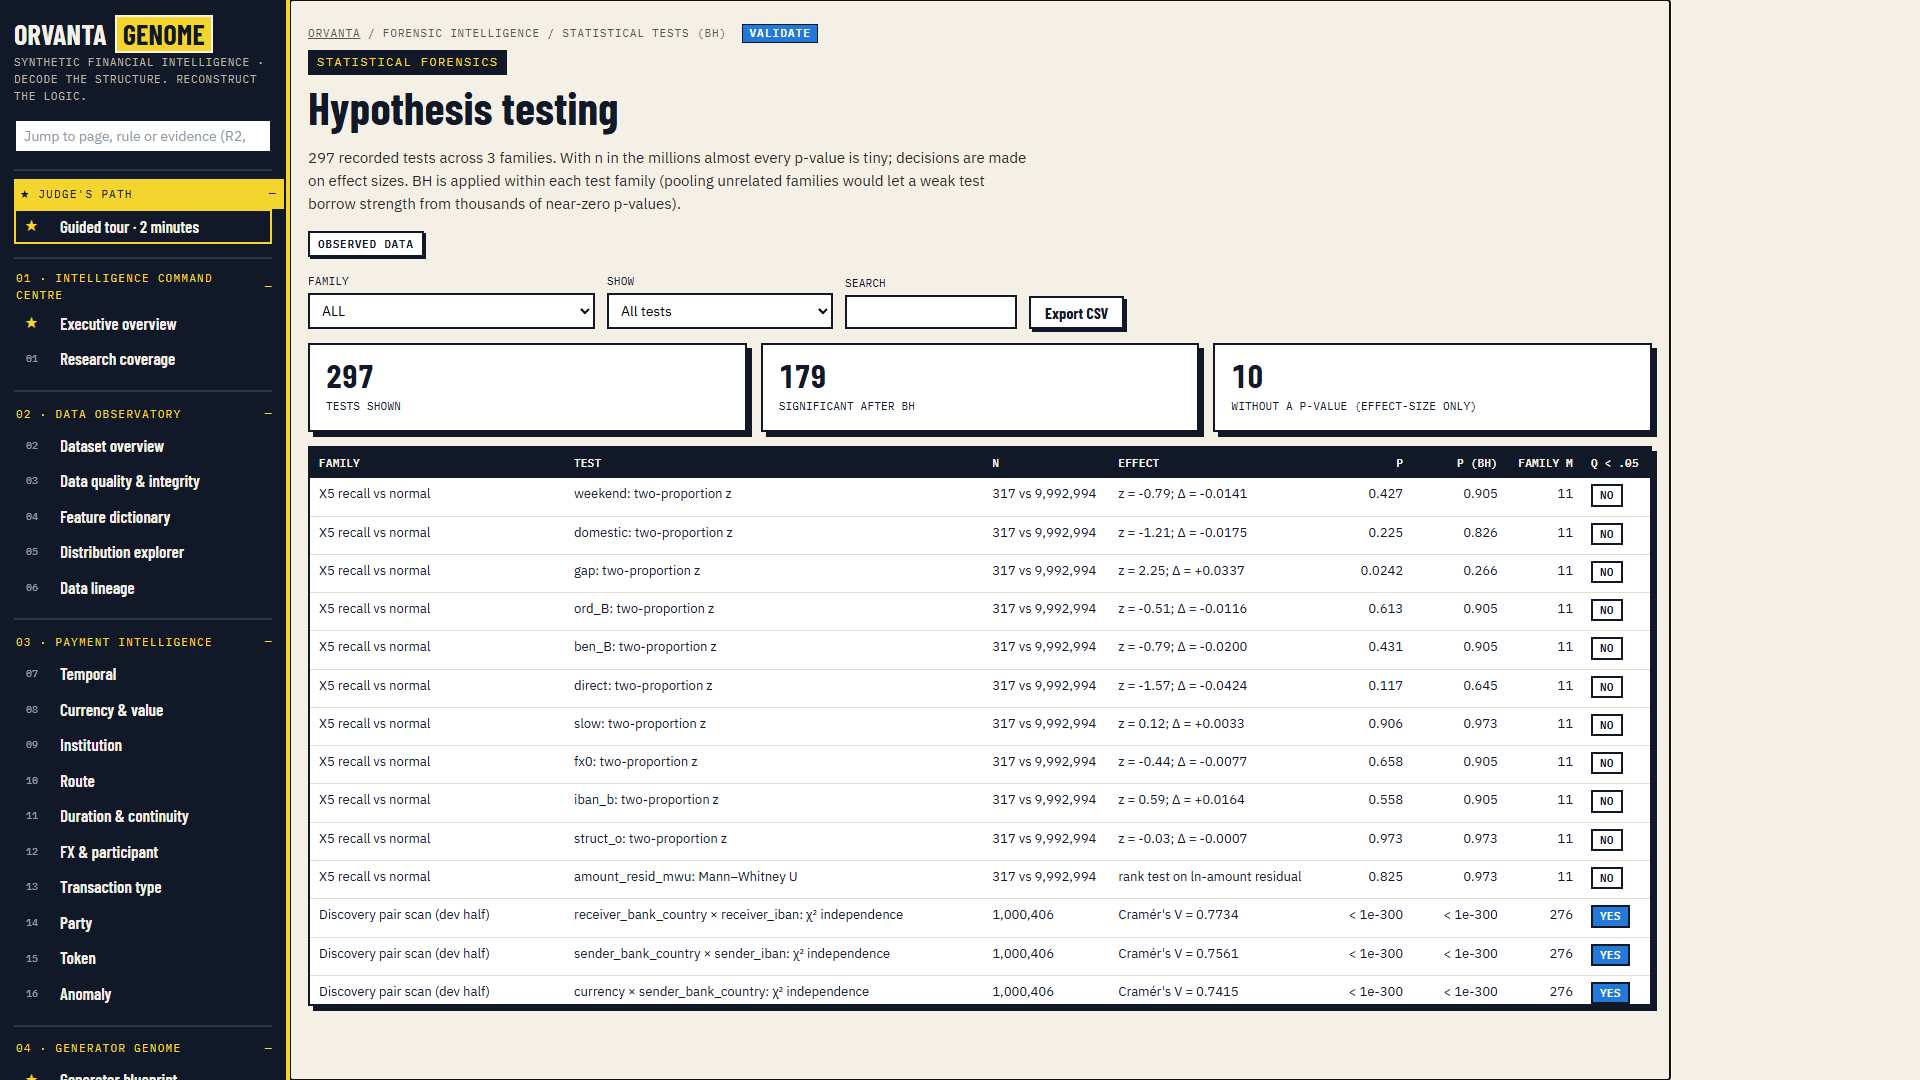 ORVANTA GENOME
SYNTHETIC FINANCIAL INTELLIGENCE ·
DECODE THE STRUCTURE. RECONSTRUCT
THE LOGIC.
Jump to page, rule or evidence (R2,
★ JUDGE'S PATH –
★ Guided tour · 2 minutes
01 · INTELLIGENCE COMMAND
CENTRE –
★ Executive overview
01 Research coverage
02 · DATA OBSERVATORY –
02 Dataset overview
03 Data quality & integrity
04 Feature dictionary
05 Distribution explorer
06 Data lineage
03 · PAYMENT INTELLIGENCE –
07 Temporal
08 Currency & value
09 Institution
10 Route
11 Duration & continuity
12 FX & participant
13 Transaction type
14 Party
15 Token
16 Anomaly
04 · GENERATOR GENOME –
★ Generator blueprint
ORVANTA / FORENSIC INTELLIGENCE / STATISTICAL TESTS (BH) VALIDATE
STATISTICAL FORENSICS
Hypothesis testing
297 recorded tests across 3 families. With n in the millions almost every p-value is tiny; decisions are made
on effect sizes. BH is applied within each test family (pooling unrelated families would let a weak test
borrow strength from thousands of near-zero p-values).
OBSERVED DATA
FAMILY SHOW SEARCH
ALL All tests Export CSV
297 179 10
TESTS SHOWN SIGNIFICANT AFTER BH WITHOUT A P-VALUE (EFFECT-SIZE ONLY)
FAMILY TEST N EFFECT P P (BH) FAMILY M Q < .05
X5 recall vs normal weekend: two-proportion z 317 vs 9,992,994 z = -0.79; Δ = -0.0141 0.427 0.905 11 NO
X5 recall vs normal domestic: two-proportion z 317 vs 9,992,994 z = -1.21; Δ = -0.0175 0.225 0.826 11 NO
X5 recall vs normal gap: two-proportion z 317 vs 9,992,994 z = 2.25; Δ = +0.0337 0.0242 0.266 11 NO
X5 recall vs normal ord_B: two-proportion z 317 vs 9,992,994 z = -0.51; Δ = -0.0116 0.613 0.905 11 NO
X5 recall vs normal ben_B: two-proportion z 317 vs 9,992,994 z = -0.79; Δ = -0.0200 0.431 0.905 11 NO
X5 recall vs normal direct: two-proportion z 317 vs 9,992,994 z = -1.57; Δ = -0.0424 0.117 0.645 11 NO
X5 recall vs normal slow: two-proportion z 317 vs 9,992,994 z = 0.12; Δ = +0.0033 0.906 0.973 11 NO
X5 recall vs normal fx0: two-proportion z 317 vs 9,992,994 z = -0.44; Δ = -0.0077 0.658 0.905 11 NO
X5 recall vs normal iban_b: two-proportion z 317 vs 9,992,994 z = 0.59; Δ = +0.0164 0.558 0.905 11 NO
X5 recall vs normal struct_o: two-proportion z 317 vs 9,992,994 z = -0.03; Δ = -0.0007 0.973 0.973 11 NO
X5 recall vs normal amount_resid_mwu: Mann–Whitney U 317 vs 9,992,994 rank test on ln-amount residual 0.825 0.973 11 NO
Discovery pair scan (dev half) receiver_bank_country × receiver_iban: χ² independence 1,000,406 Cramér's V = 0.7734 < 1e-300 < 1e-300 276 YES
Discovery pair scan (dev half) sender_bank_country × sender_iban: χ² independence 1,000,406 Cramér's V = 0.7561 < 1e-300 < 1e-300 276 YES
Discovery pair scan (dev half) currency × sender_bank_country: χ² independence 1,000,406 Cramér's V = 0.7415 < 1e-300 < 1e-300 276 YES